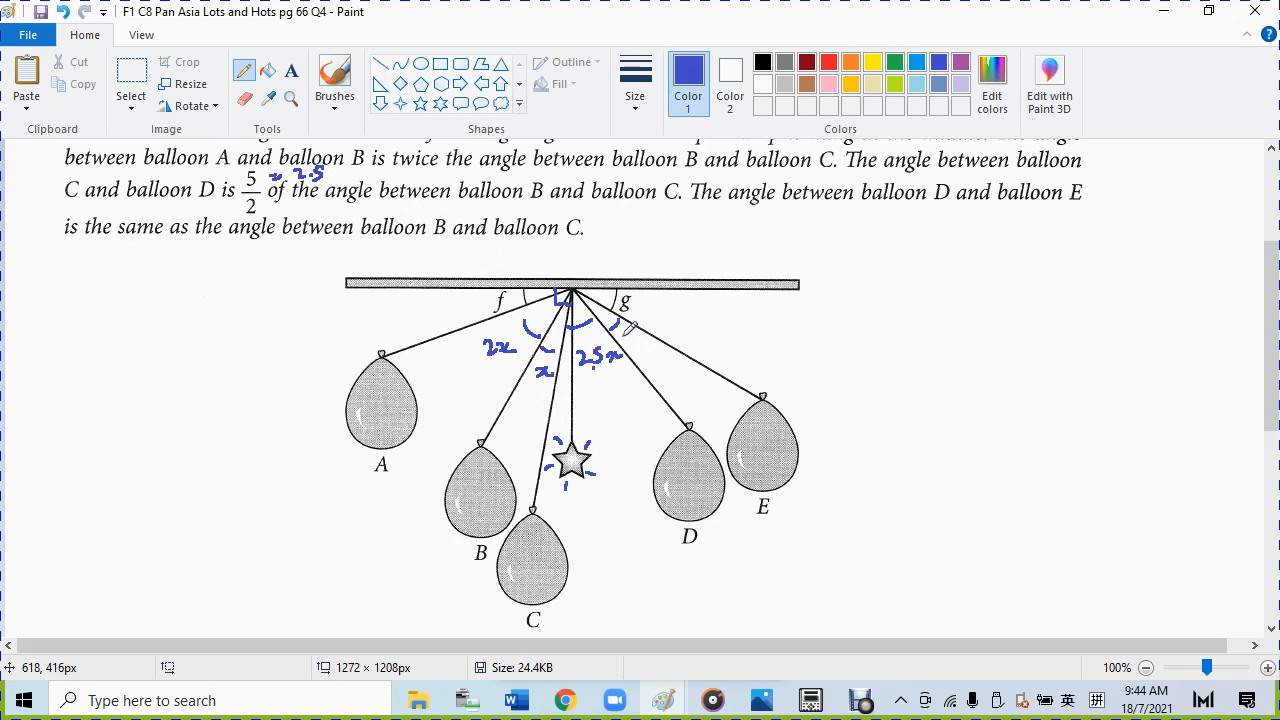 F1 C8 Pan Asia Lots and Hots pg 66 Q4 - Paint
File Home View
Paste Cut Copy Clipboard
Select Crop Resize Rotate Image
Tools
Brushes
Outline Fill Shapes
Size
Color 1 Color 2 Edit colors Colors
Edit with Paint 3D
between balloon A and balloon B is twice the angle between balloon B and balloon C. The angle between balloon
x 2.5
C and balloon D is 5/2 of the angle between balloon B and balloon C. The angle between balloon D and balloon E
is the same as the angle between balloon B and balloon C.
f g
2x x 2.5x
A
B
C
D
E
618, 416px 1272 × 1208px Size: 24.4KB 100%
Type here to search
英 拼 9:44 AM
18/7/2021